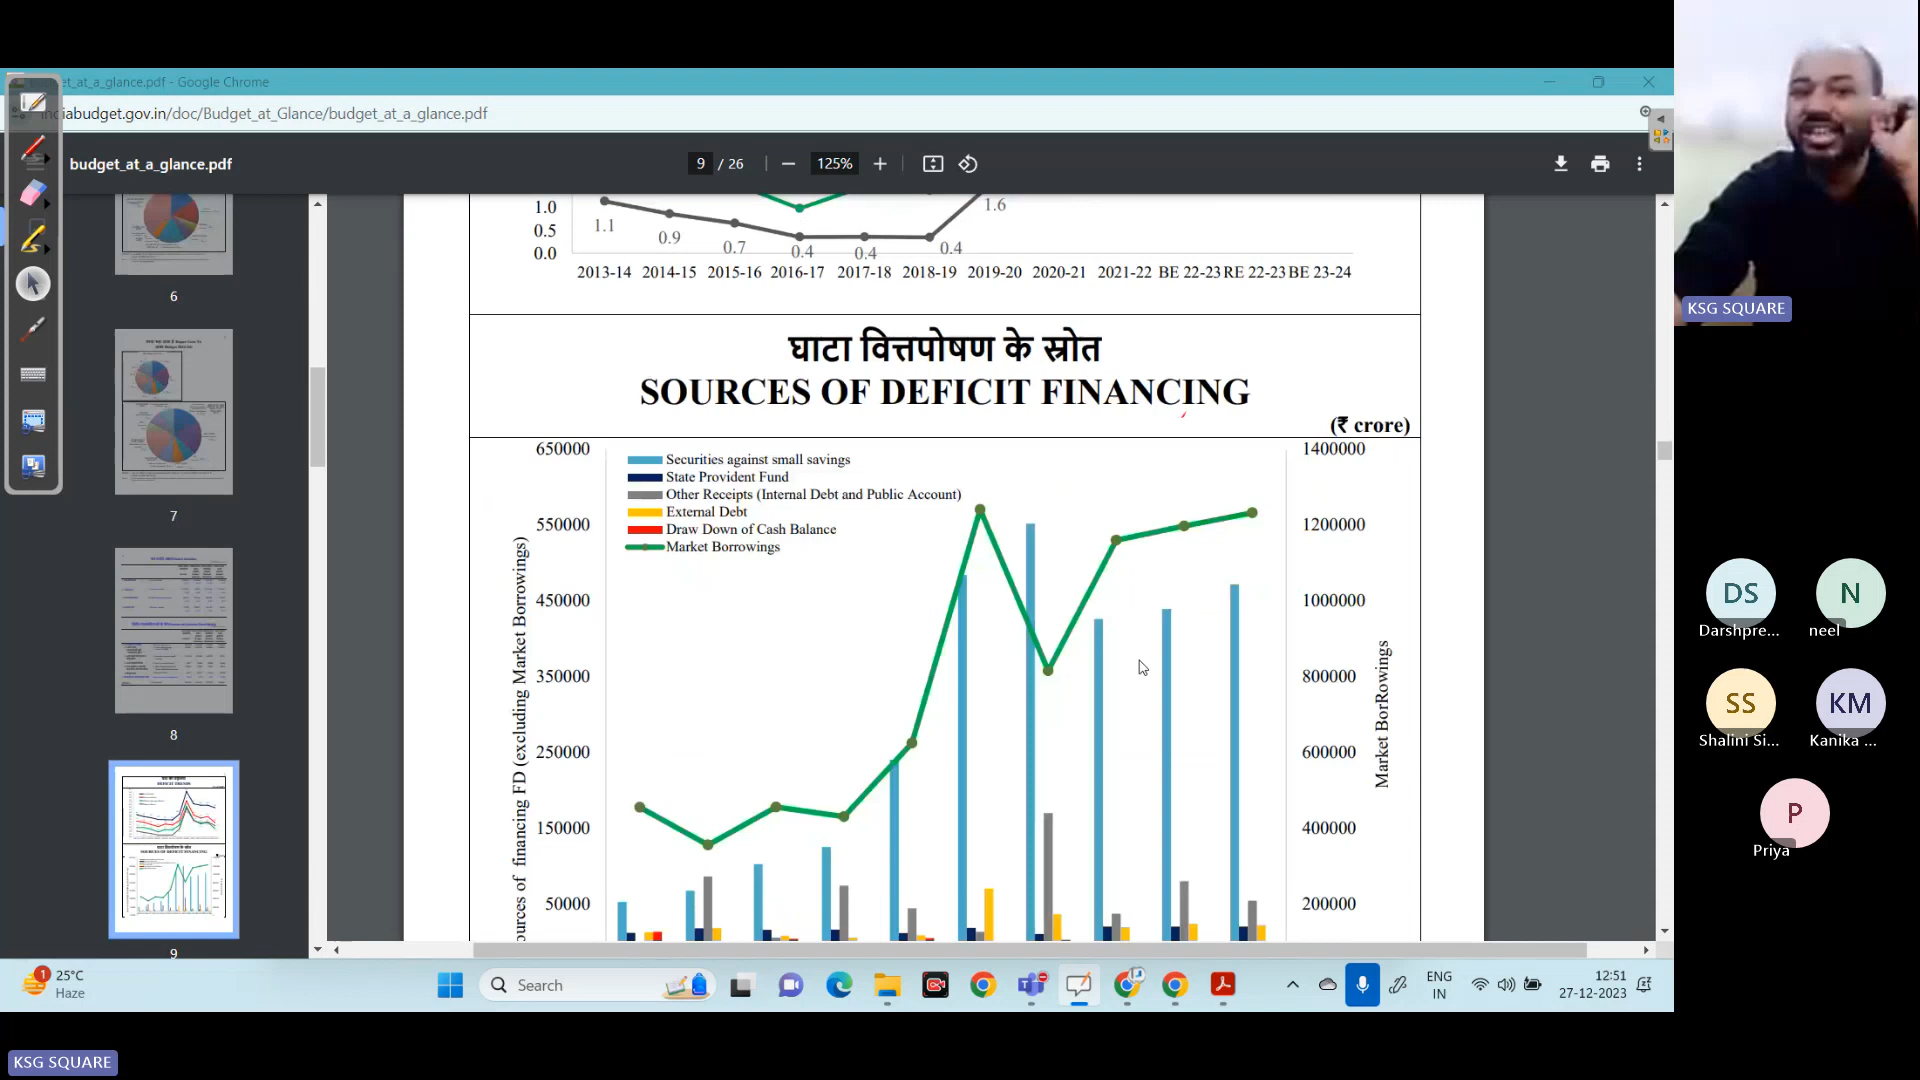 budget_at_a_glance.pdf - Google Chrome
indiabudget.gov.in/doc/Budget_at_Glance/budget_at_a_glance.pdf
budget_at_a_glance.pdf
9 / 26
125%
6
7
8
9
1.0
0.5
0.0
1.1
0.9
0.7
0.4
0.4
0.4
1.6
2013-14 2014-15 2015-16 2016-17 2017-18 2018-19 2019-20 2020-21 2021-22 BE 22-23 RE 22-23 BE 23-24
घाटा वित्तपोषण के स्रोत
SOURCES OF DEFICIT FINANCING
(₹ crore)
650000
550000
450000
350000
250000
150000
50000
Securities against small savings
State Provident Fund
Other Receipts (Internal Debt and Public Account)
External Debt
Draw Down of Cash Balance
Market Borrowings
ources of financing FD (excluding Market Borrowings)
1400000
1200000
1000000
800000
600000
400000
200000
Market BorRowings
KSG SQUARE
DS
Darshpre...
N
neel
SS
Shalini Si...
KM
Kanika ...
P
Priya
1
25°C
Haze
Search
ENG
IN
12:51
27-12-2023
KSG SQUARE